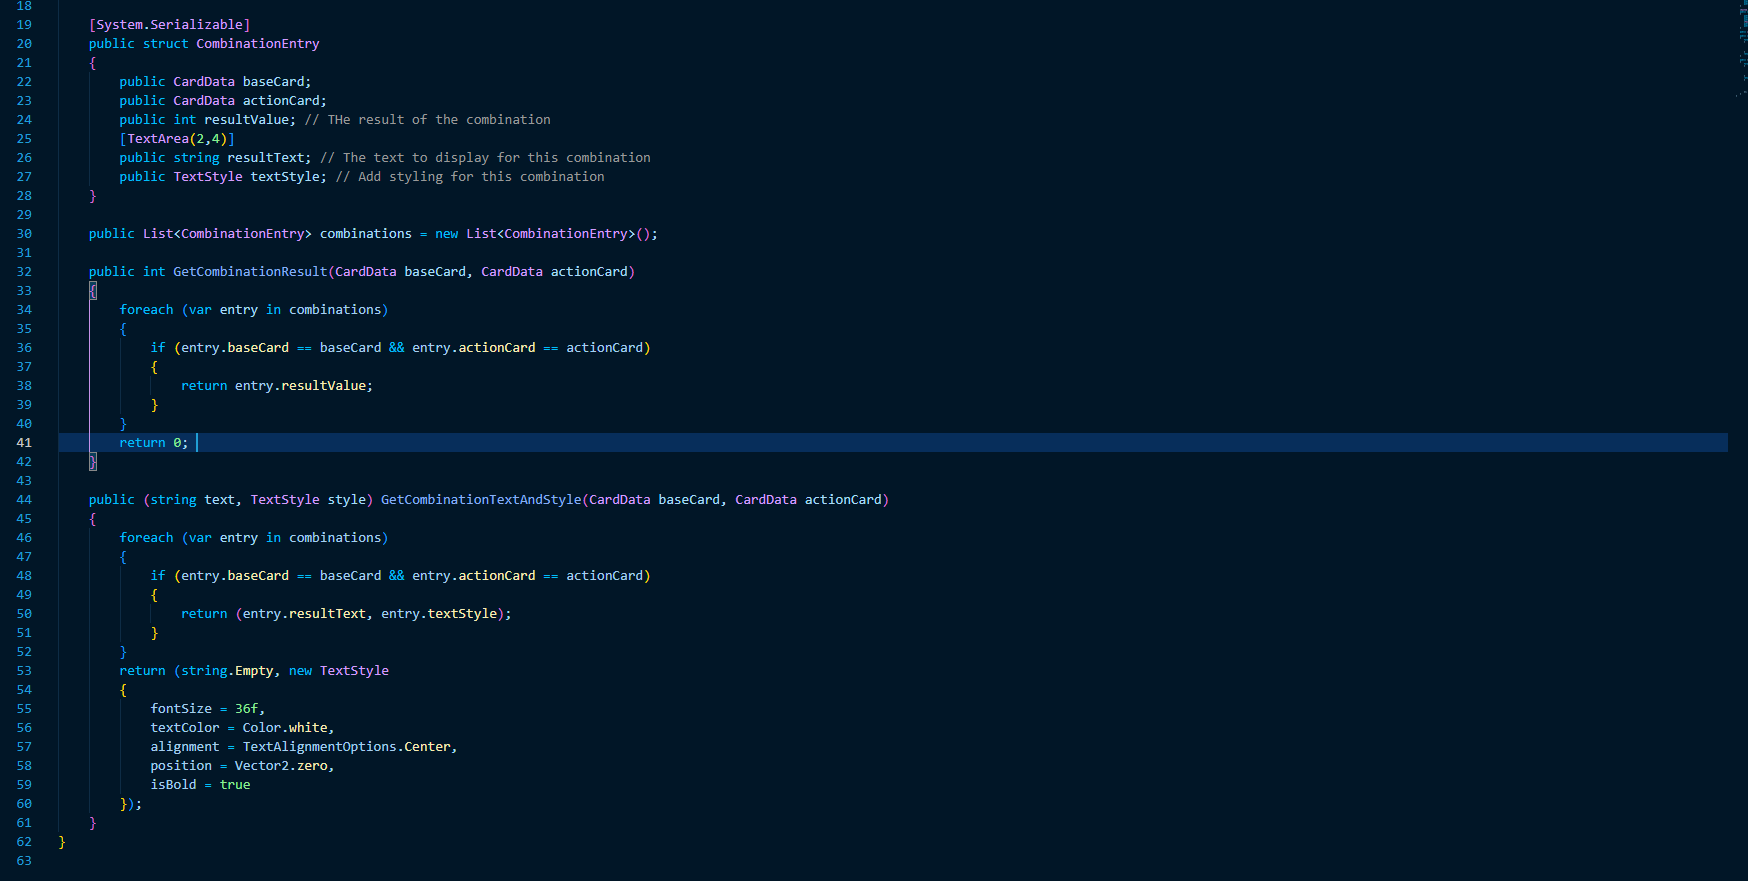 18
19 [System.Serializable]
20 public struct CombinationEntry
21 {
22 public CardData baseCard;
23 public CardData actionCard;
24 public int resultValue; // THe result of the combination
25 [TextArea(2,4)]
26 public string resultText; // The text to display for this combination
27 public TextStyle textStyle; // Add styling for this combination
28 }
29
30 public List<CombinationEntry> combinations = new List<CombinationEntry>();
31
32 public int GetCombinationResult(CardData baseCard, CardData actionCard)
33 {
34 foreach (var entry in combinations)
35 {
36 if (entry.baseCard == baseCard && entry.actionCard == actionCard)
37 {
38 return entry.resultValue;
39 }
40 }
41 return 0;
42 }
43
44 public (string text, TextStyle style) GetCombinationTextAndStyle(CardData baseCard, CardData actionCard)
45 {
46 foreach (var entry in combinations)
47 {
48 if (entry.baseCard == baseCard && entry.actionCard == actionCard)
49 {
50 return (entry.resultText, entry.textStyle);
51 }
52 }
53 return (string.Empty, new TextStyle
54 {
55 fontSize = 36f,
56 textColor = Color.white,
57 alignment = TextAlignmentOptions.Center,
58 position = Vector2.zero,
59 isBold = true
60 });
61 }
62 }
63